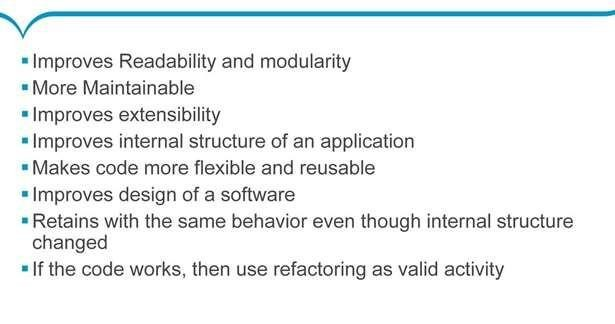 Improves Readability and modularity
More Maintainable
Improves extensibility
Improves internal structure of an application
Makes code more flexible and reusable
Improves design of a software
Retains with the same behavior even though internal structure
changed
If the code works, then use refactoring as valid activity